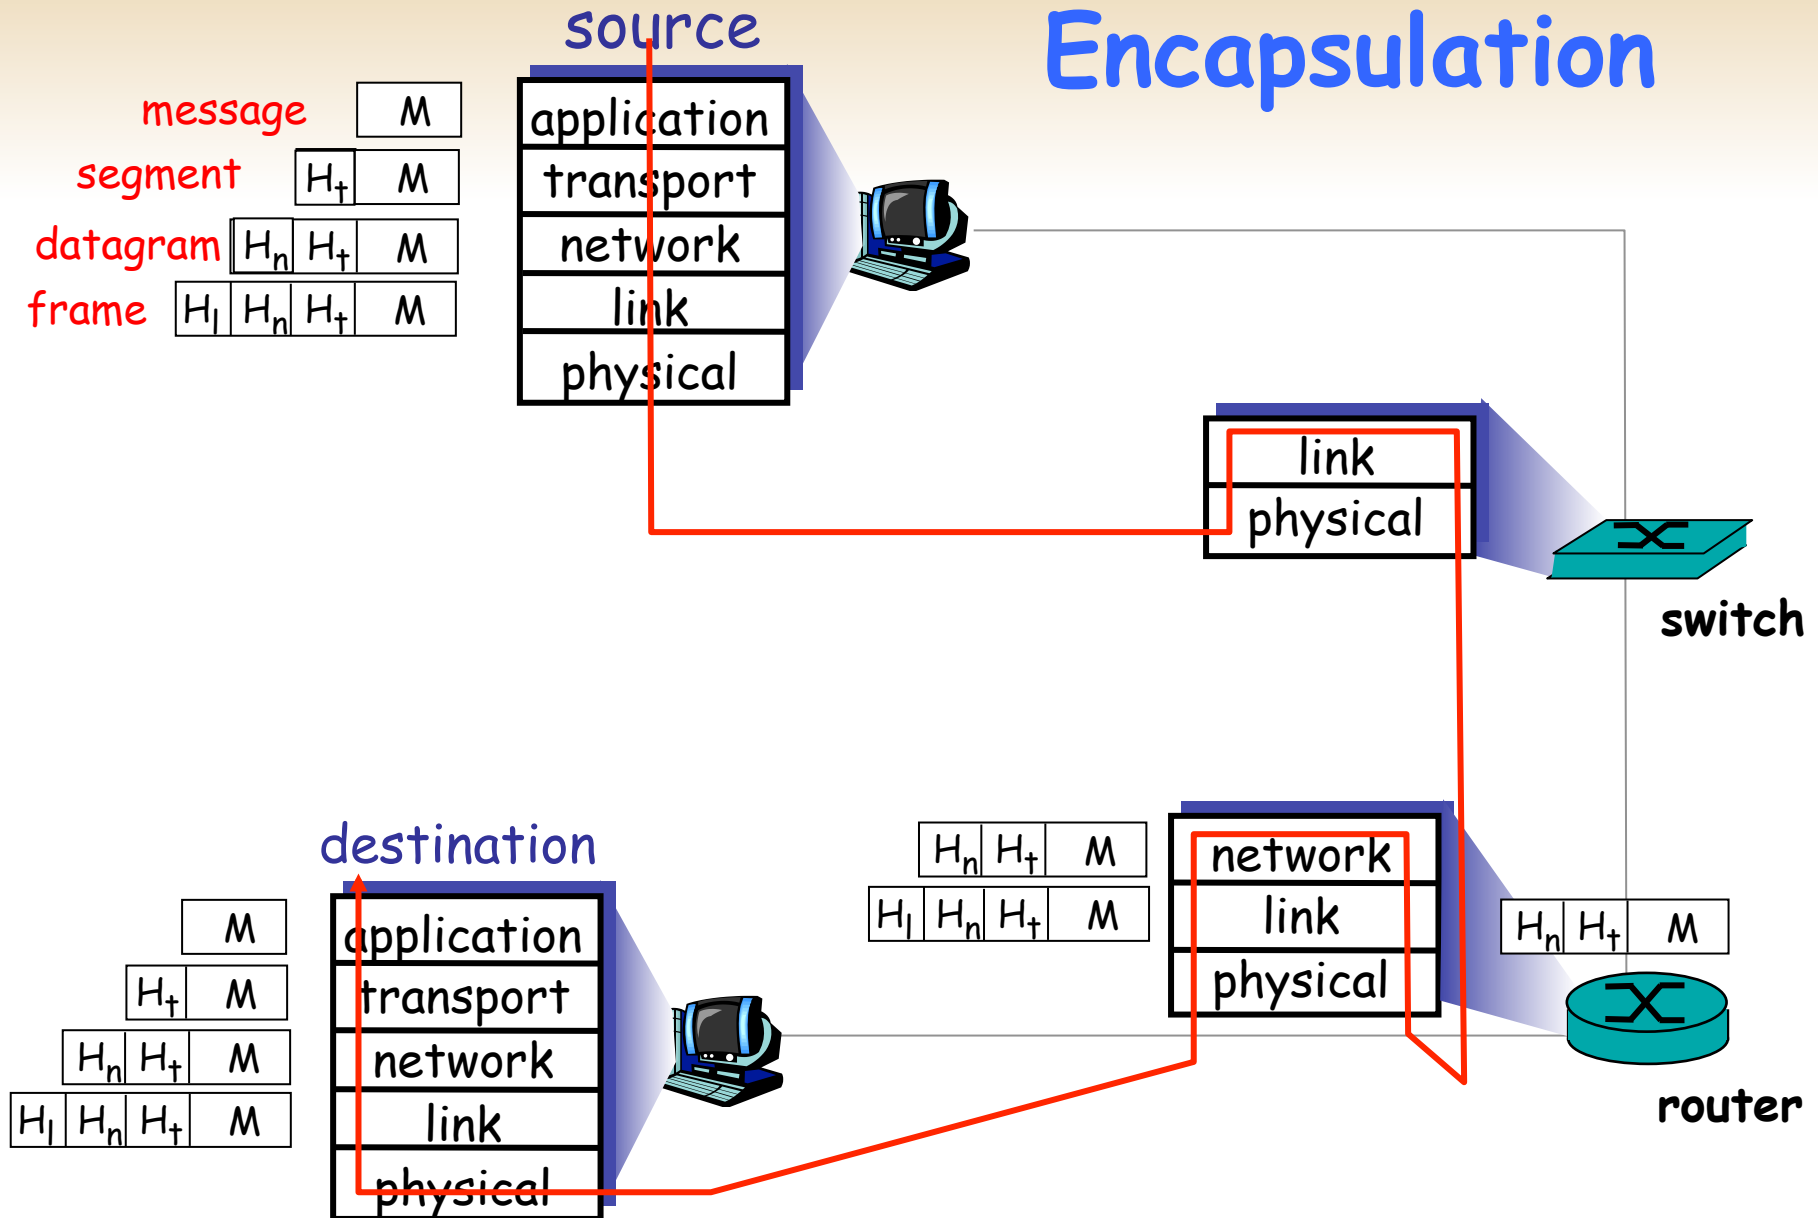 Encapsulation
source
message M
segment Ht M
datagram Hn Ht M
frame Hl Hn Ht M
application
transport
network
link
physical
link
physical
switch
Hn Ht M
Hl Hn Ht M
network
link
physical
Hn Ht M
router
destination
M
Ht M
Hn Ht M
Hl Hn Ht M
application
transport
network
link
physical